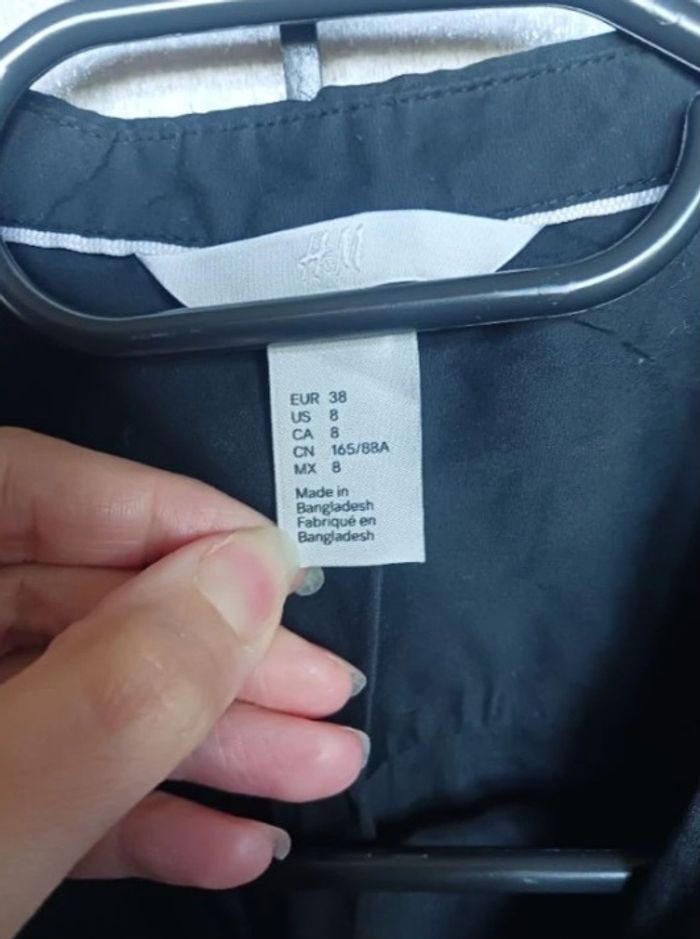 H&M
EUR 38
US 8
CA 8
CN 165/88A
MX 8
Made in
Bangladesh
Fabriqué en
Bangladesh